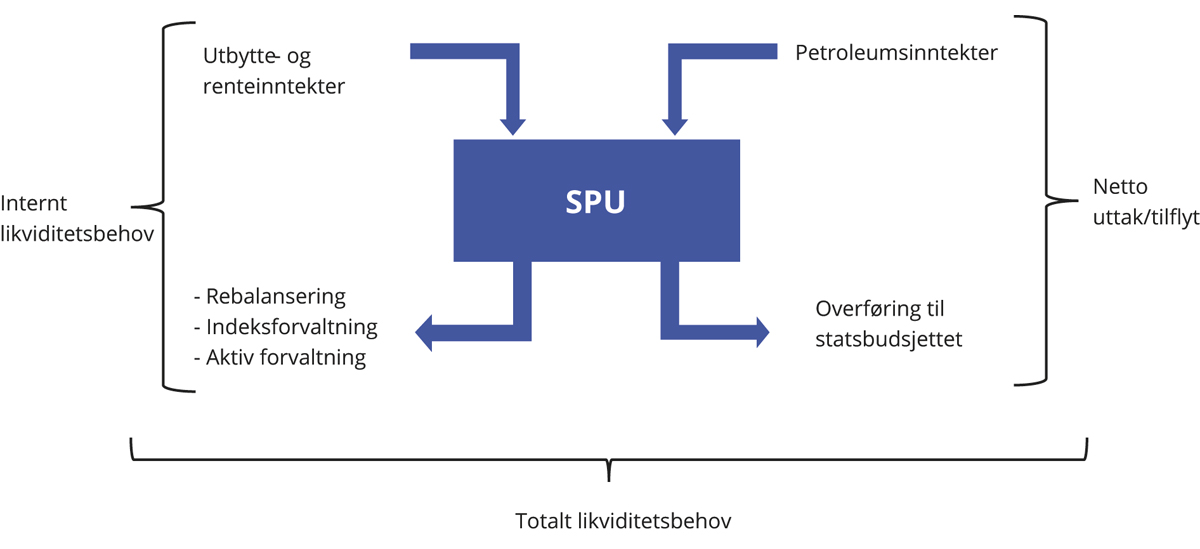 Utbytte- og
renteinntekter
Petroleumsinntekter
SPU
Internt
likviditetsbehov
Netto
uttak/tilflyt
- Rebalansering
- Indeksforvaltning
- Aktiv forvaltning
Overføring til
statsbudsjettet
Totalt likviditetsbehov